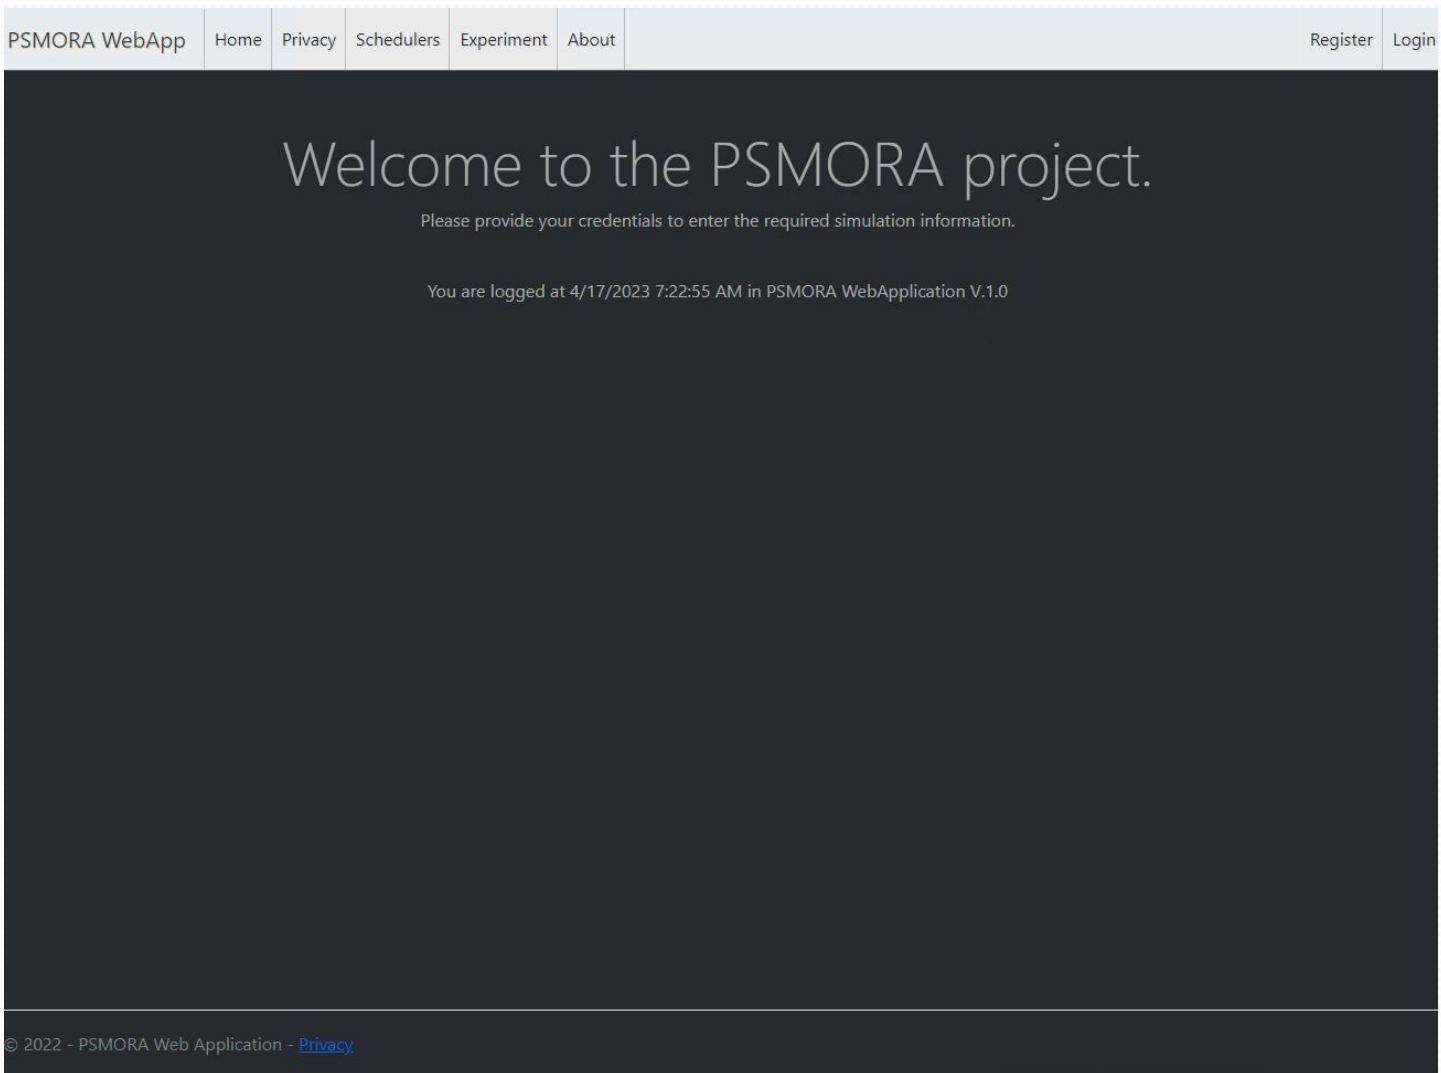 PSMORA WebApp Home Privacy Schedulers Experiment About Register Login
Welcome to the PSMORA project.
Please provide your credentials to enter the required simulation information.
You are logged at 4/17/2023 7:22:55 AM in PSMORA WebApplication V.1.0
© 2022 - PSMORA Web Application - Privacy